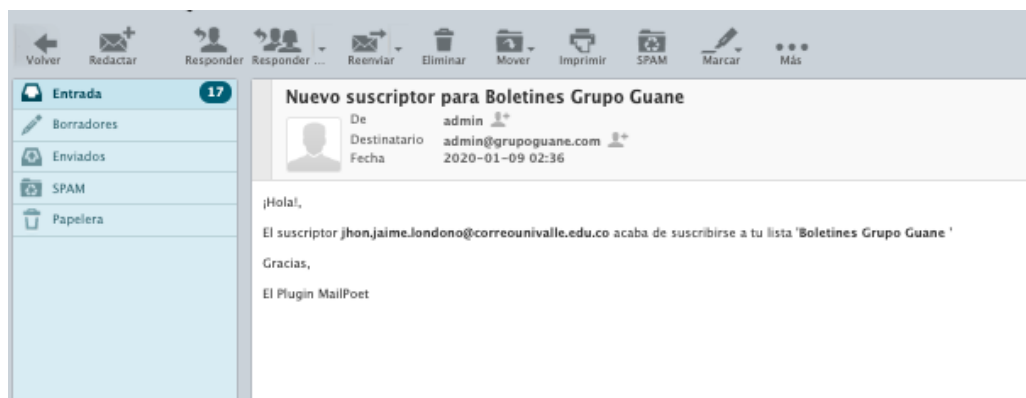 Volver Redactar Responder Responder ... Reenviar Eliminar Mover Imprimir SPAM Marcar Más
Entrada 17
Borradores
Enviados
SPAM
Papelera
Nuevo suscriptor para Boletines Grupo Guane
De admin
Destinatario admin@grupoguane.com
Fecha 2020-01-09 02:36
¡Hola!,
El suscriptor jhon.jaime.londono@correounivalle.edu.co acaba de suscribirse a tu lista 'Boletines Grupo Guane '
Gracias,
El Plugin MailPoet